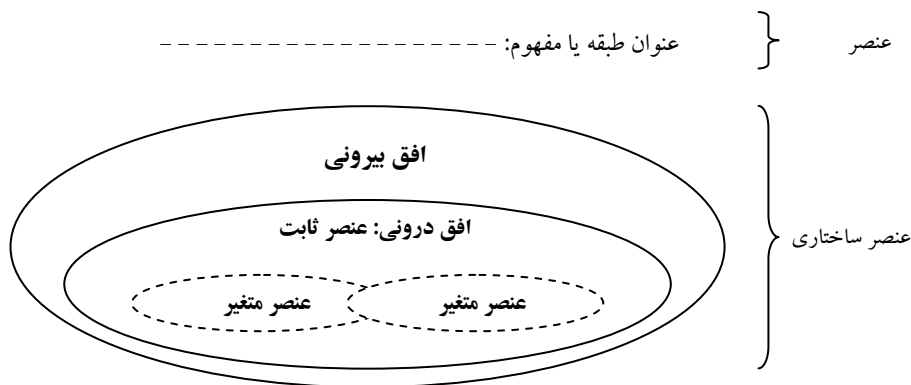 عنصر
عنوان طبقه یا مفهوم: -------------------
افق بیرونی
افق درونی: عنصر ثابت
عنصر ساختاری
عنصر متغیر
عنصر متغیر